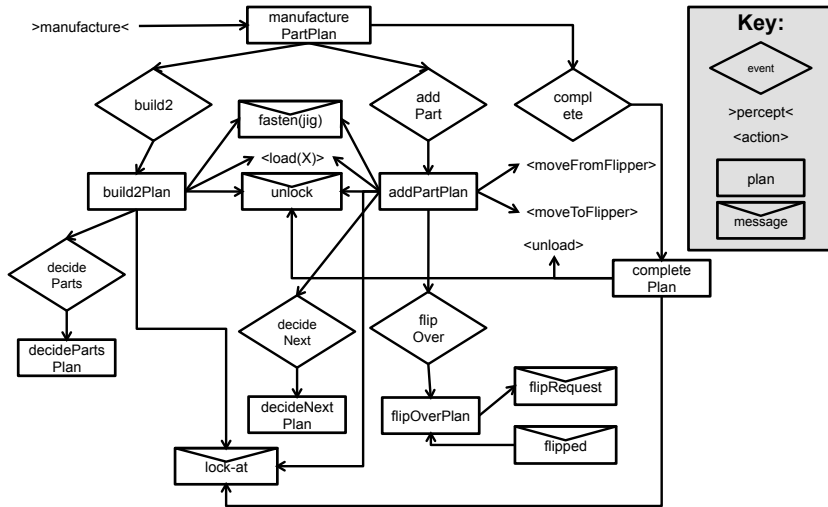 manufacture
PartPlan
>manufacture<
Key:
event
>percept<
<action>
plan
message
build2
add
Part
compl
ete
fasten(jig)
<load(X)>
<moveFromFlipper>
build2Plan
unlock
addPartPlan
<moveToFlipper>
<unload>
complete
Plan
decide
Parts
decide
Next
flip
Over
decideParts
Plan
decideNext
Plan
flipOverPlan
flipRequest
flipped
lock-at